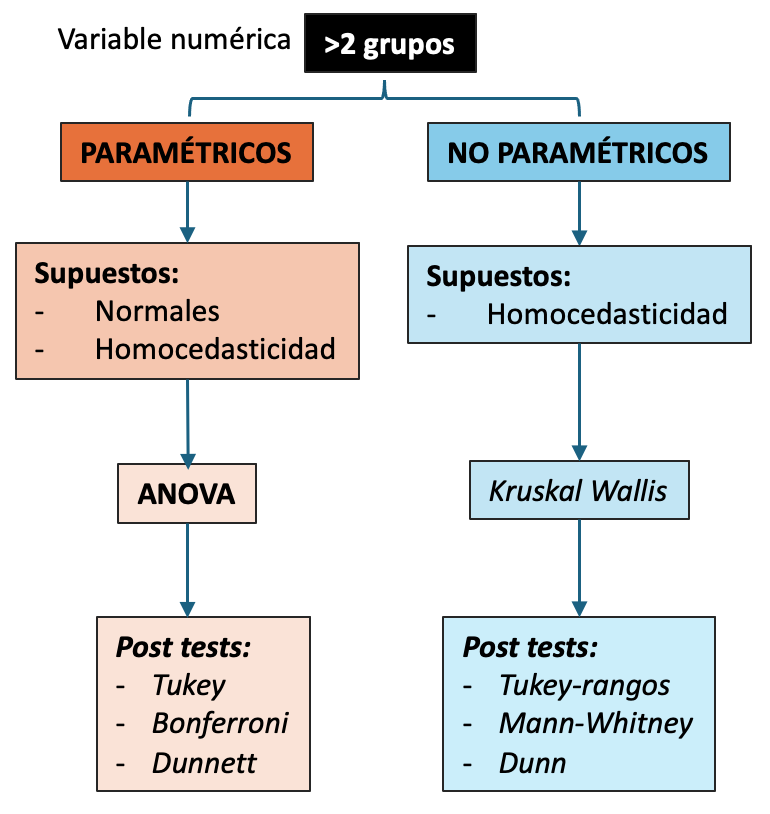 Variable numérica
>2 grupos
PARAMÉTRICOS
NO PARAMÉTRICOS
Supuestos:
- Normales
- Homocedasticidad
Supuestos:
- Homocedasticidad
ANOVA
Kruskal Wallis
Post tests:
- Tukey
- Bonferroni
- Dunnett
Post tests:
- Tukey-rangos
- Mann-Whitney
- Dunn